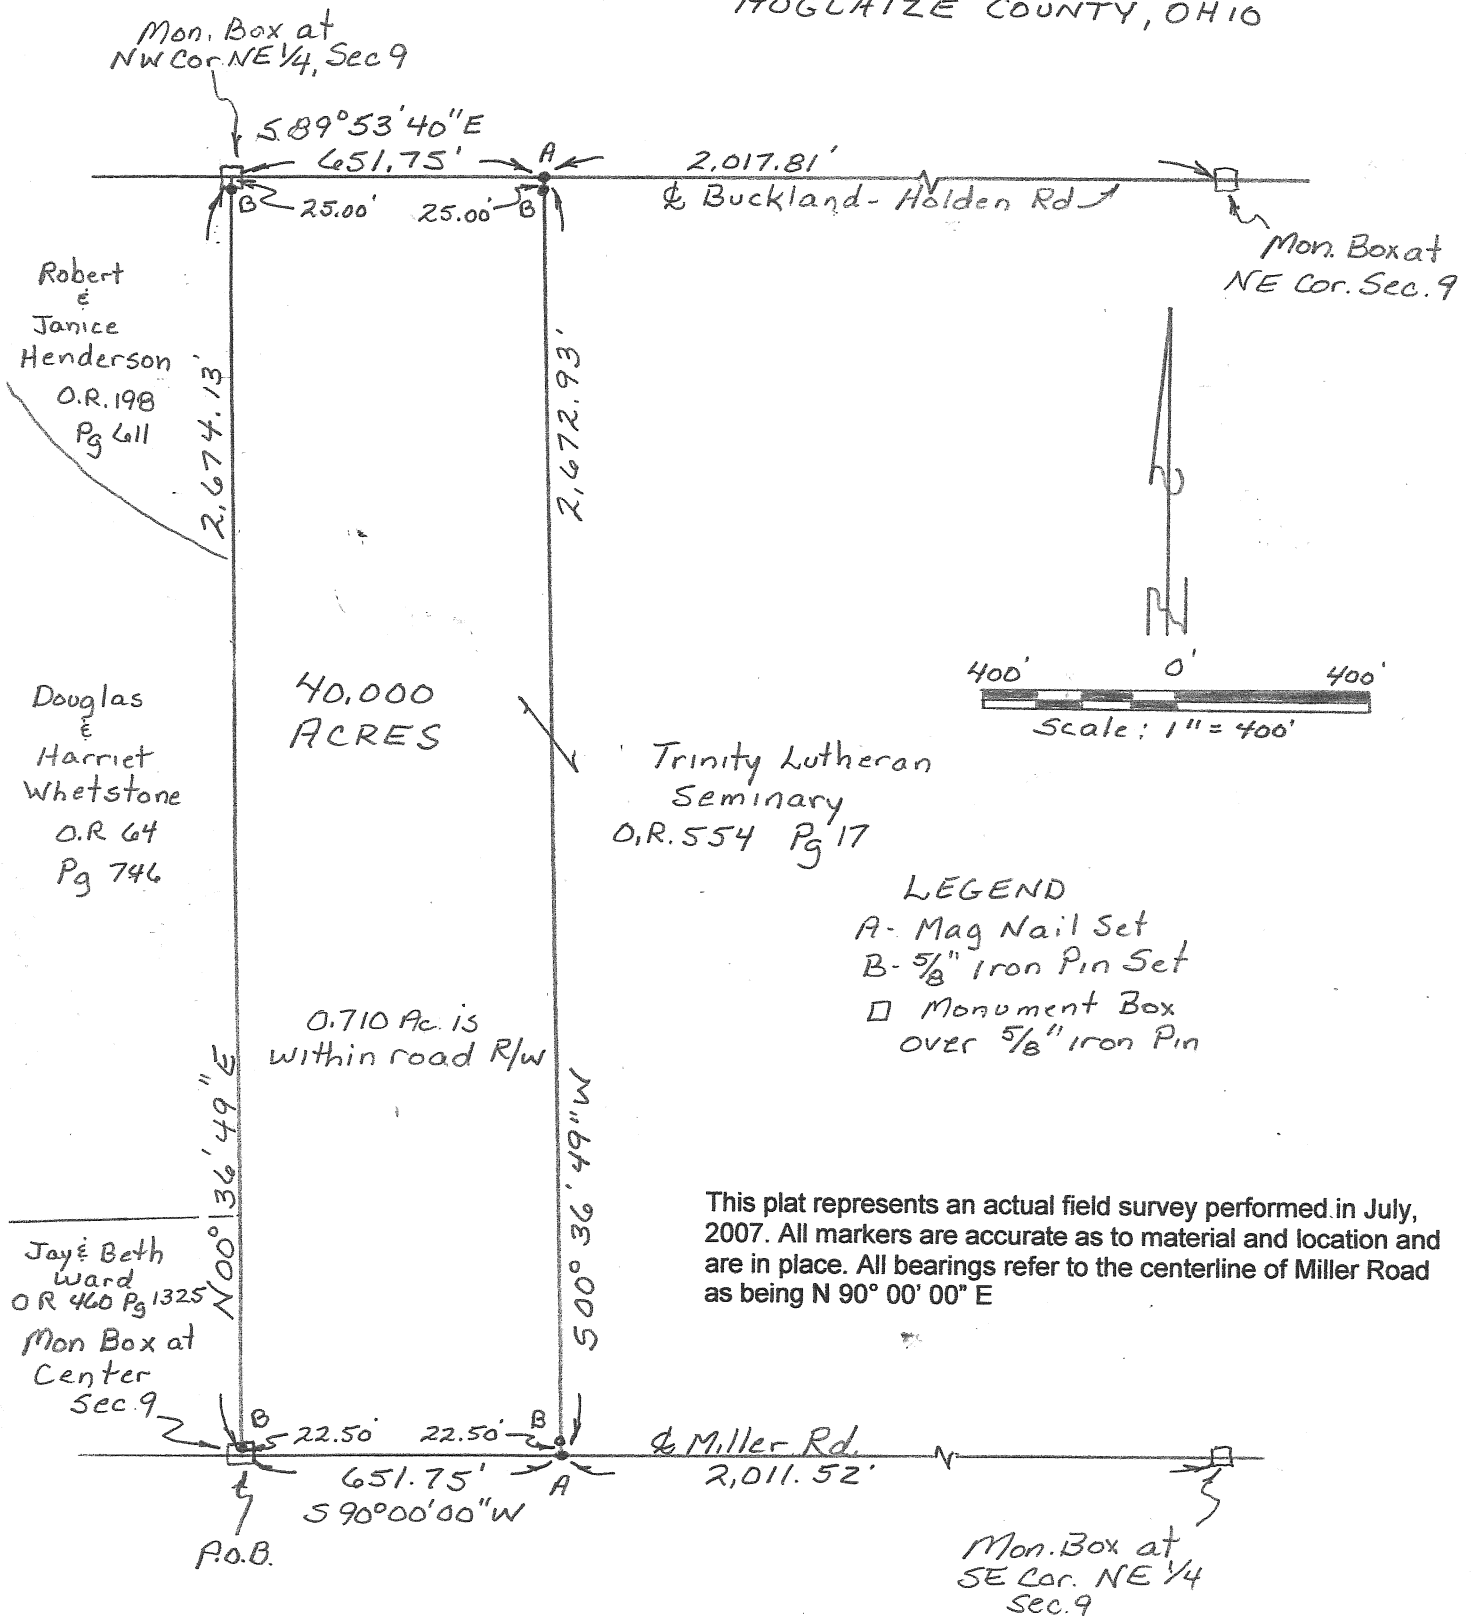 AUGLAIZE COUNTY, OHIO
Mon. Box at
NW Cor. NE 1/4, Sec 9
S 89° 53' 40" E
651.75'
A
2,017.81'
B
25.00'
25.00'
B
℄ Buckland-Holden Rd
Mon. Box at
NE Cor. Sec. 9
Robert
&
Janice
Henderson
O.R. 198
Pg 611
2,674.13'
2,672.93'
N
400'
0'
400'
Scale: 1" = 400'
Douglas
&
Harriet
Whetstone
O.R 64
Pg 746
40.000
ACRES
Trinity Lutheran
Seminary
O.R. 554 Pg 17
LEGEND
A- Mag Nail Set
B- 5/8" Iron Pin Set
□ Monument Box
over 5/8" Iron Pin
0.710 Ac. is
within road R/W
N 00° 36' 49" E
S 00° 36' 49" W
This plat represents an actual field survey performed in July,
2007. All markers are accurate as to material and location and
are in place. All bearings refer to the centerline of Miller Road
as being N 90° 00' 00" E
Jay & Beth
Ward
OR 460 Pg 1325
Mon Box at
Center
Sec. 9
B
22.50'
22.50'
B
℄ Miller Rd.
651.75'
A
2,011.52'
S 90° 00' 00" W
P.O.B.
Mon. Box at
SE Cor. NE 1/4
Sec. 9